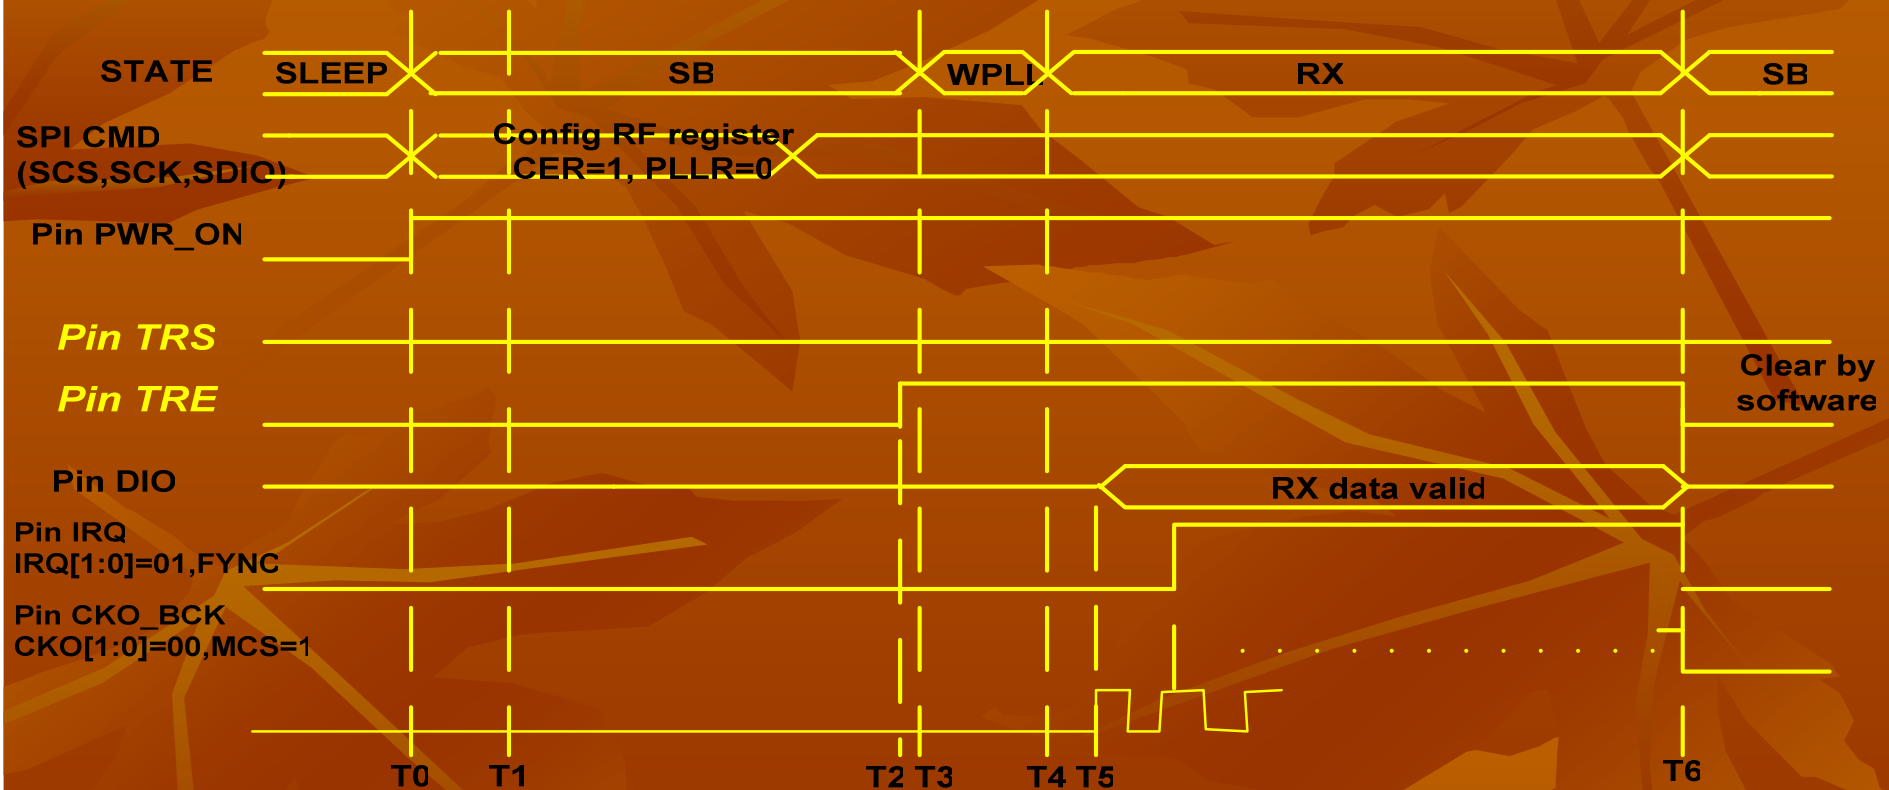 STATE
SLEEP
SB
WPLL
RX
SB
SPI CMD
(SCS,SCK,SDIO)
Config RF register
CER=1, PLLR=0
Pin PWR_ON
Pin TRS
Pin TRE
Clear by
software
Pin DIO
RX data valid
Pin IRQ
IRQ[1:0]=01,FYNC
Pin CKO_BCK
CKO[1:0]=00,MCS=1
T0
T1
T2
T3
T4
T5
T6